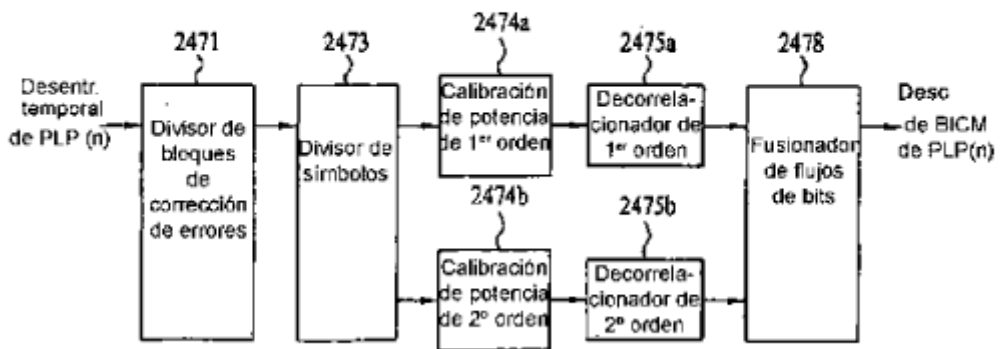 2471
2473
2474a
2475a
2478
Desentr.
temporal
de PLP (n)
Divisor de
bloques
de
corrección
de errores
Divisor de
símbolos
Calibración
de potencia
de 1er orden
Decorrela-
cionador de
1er orden
Fusionador
de flujos
de bits
Desc
de BICM
de PLP(n)
2474b
2475b
Calibración
de potencia
de 2º orden
Decorrela-
cionador de
2º orden